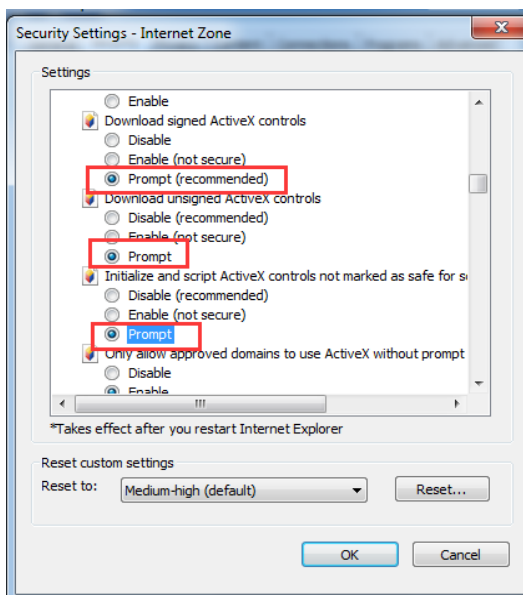 Security Settings - Internet Zone
Settings
Enable
Download signed ActiveX controls
Disable
Enable (not secure)
Prompt (recommended)
Download unsigned ActiveX controls
Disable (recommended)
Enable (not secure)
Prompt
Initialize and script ActiveX controls not marked as safe for s
Disable (recommended)
Enable (not secure)
Prompt
Only allow approved domains to use ActiveX without prompt
Disable
Enable
*Takes effect after you restart Internet Explorer
Reset custom settings
Reset to:
Medium-high (default)
Reset...
OK
Cancel